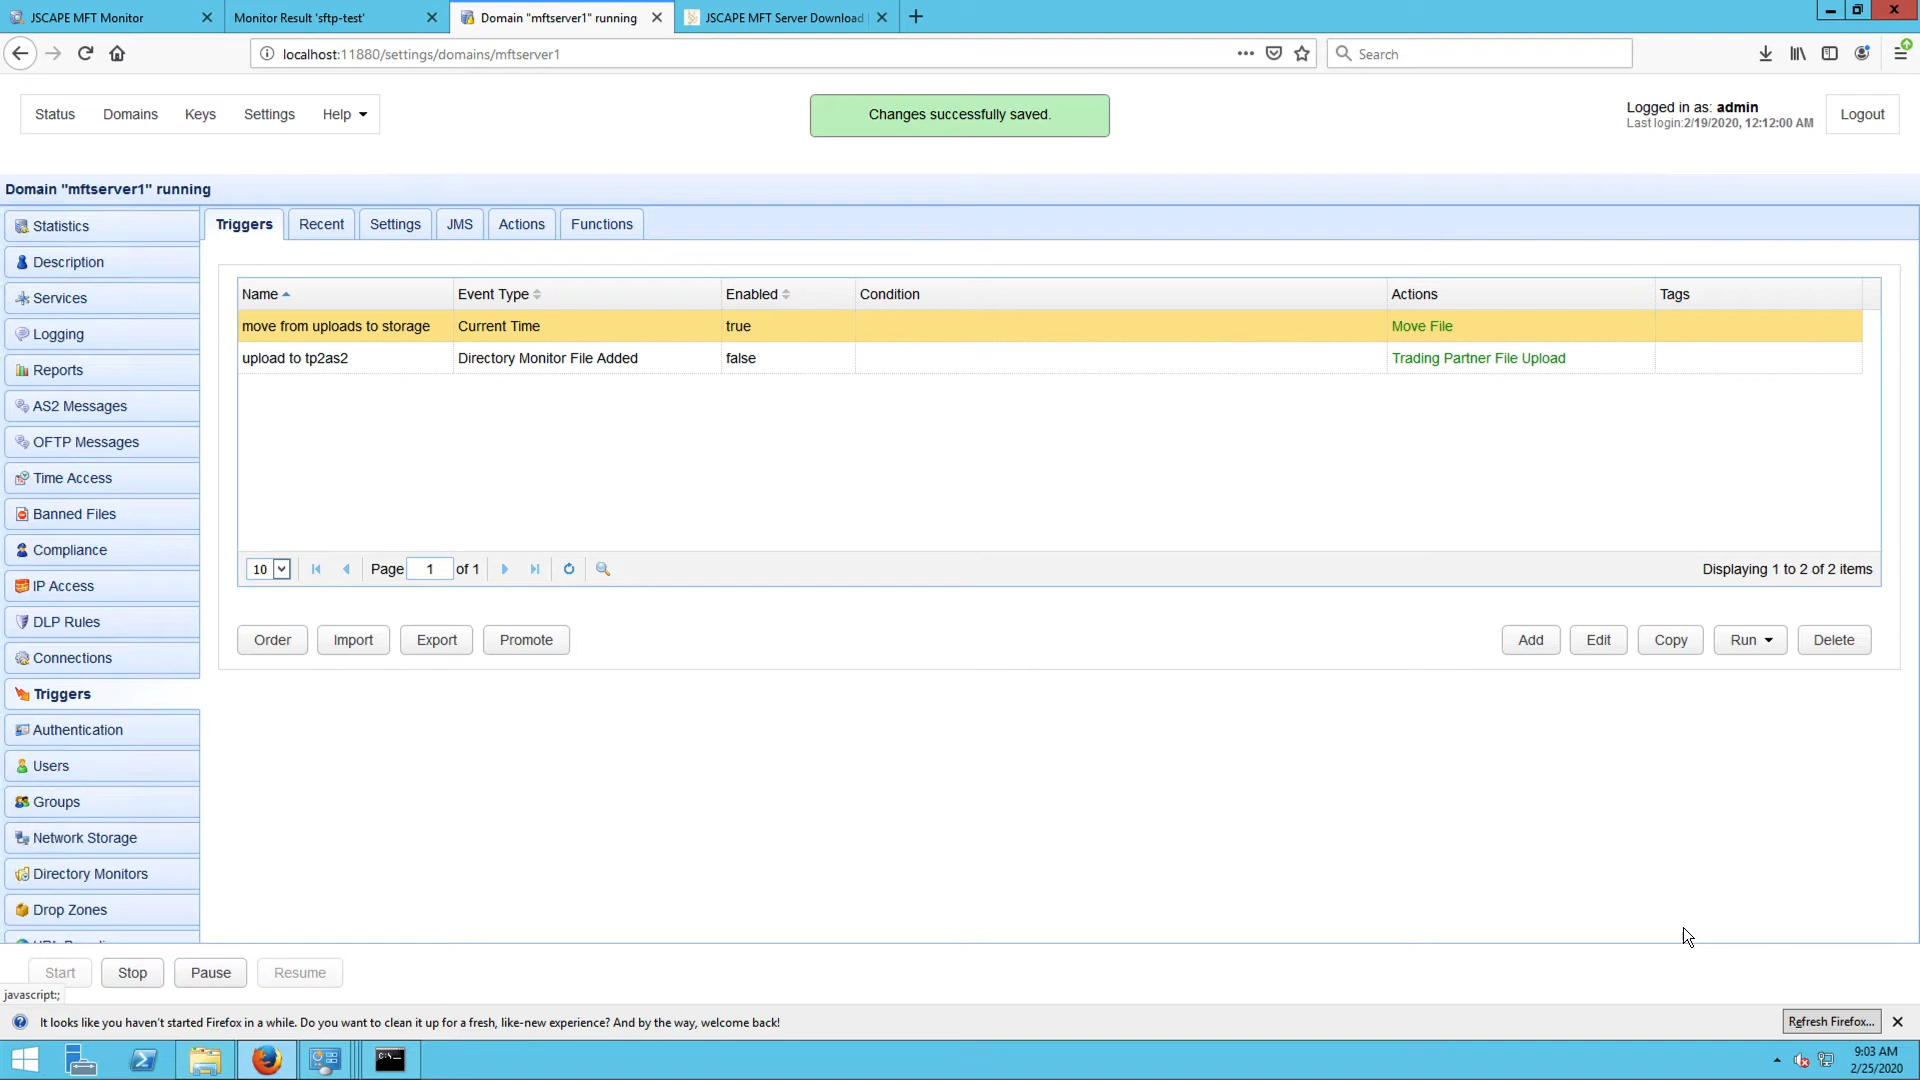 JSCAPE MFT Monitor
Monitor Result 'sftp-test'
Domain "mftserver1" running
JSCAPE MFT Server Download
localhost:11880/settings/domains/mftserver1
Search
Status
Domains
Keys
Settings
Help
Changes successfully saved.
Logged in as: admin
Last login:2/19/2020, 12:12:00 AM
Logout
Domain "mftserver1" running
Statistics
Description
Services
Logging
Reports
AS2 Messages
OFTP Messages
Time Access
Banned Files
Compliance
IP Access
DLP Rules
Connections
Triggers
Authentication
Users
Groups
Network Storage
Directory Monitors
Drop Zones
Triggers
Recent
Settings
JMS
Actions
Functions
Name
Event Type
Enabled
Condition
Actions
Tags
move from uploads to storage
Current Time
true
Move File
upload to tp2as2
Directory Monitor File Added
false
Trading Partner File Upload
10
Page
1
of 1
Displaying 1 to 2 of 2 items
Order
Import
Export
Promote
Add
Edit
Copy
Run
Delete
Start
Stop
Pause
Resume
javascript:;
It looks like you haven't started Firefox in a while. Do you want to clean it up for a fresh, like-new experience? And by the way, welcome back!
Refresh Firefox...
C:\
9:03 AM
2/25/2020